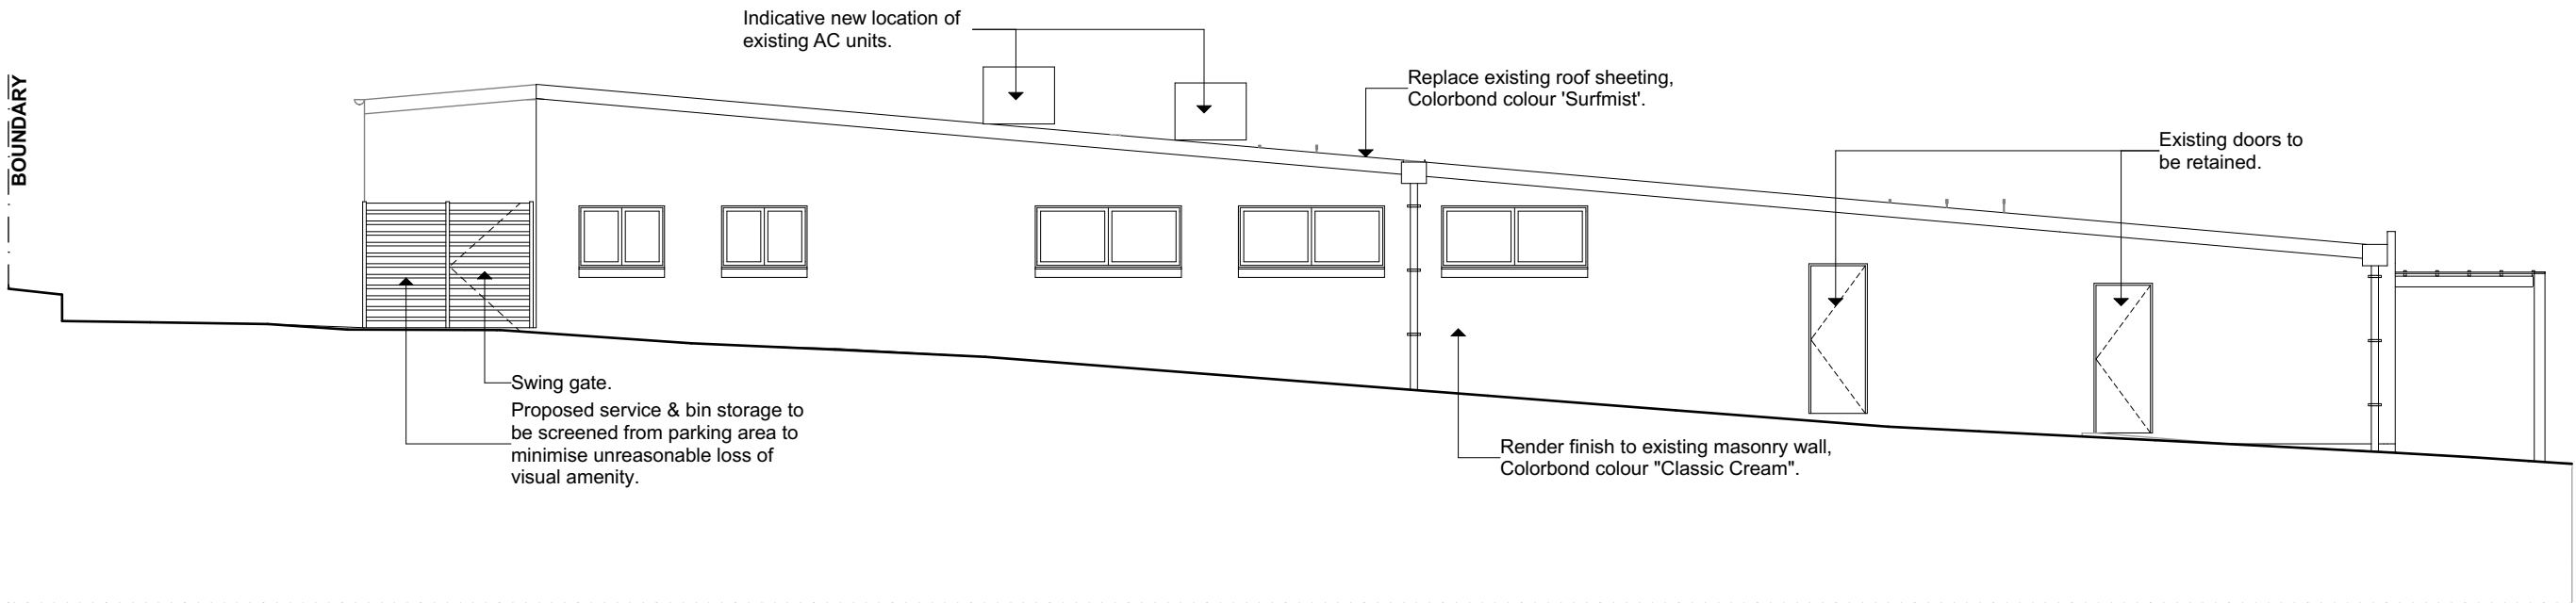 Indicative new location of
existing AC units.
BOUNDARY
Replace existing roof sheeting,
Colorbond colour 'Surfmist'.
Existing doors to
be retained.
Swing gate.
Proposed service & bin storage to
be screened from parking area to
minimise unreasonable loss of
visual amenity.
Render finish to existing masonry wall,
Colorbond colour "Classic Cream".